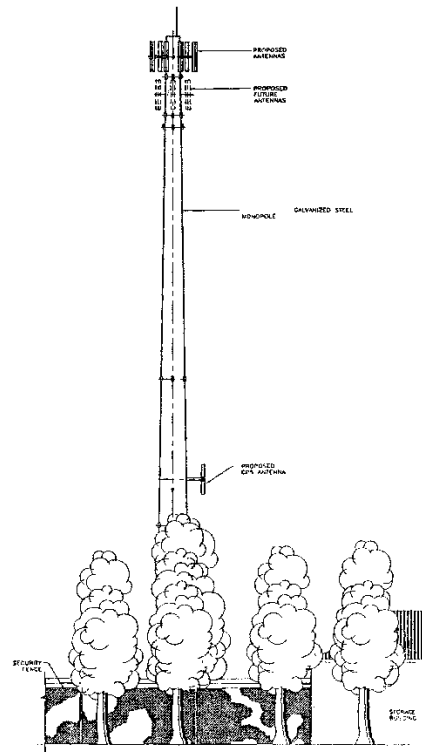 PROPOSED
ANTENNAS
PROPOSED
FUTURE
ANTENNAS
GALVANIZED STEEL
MONOPOLE
PROPOSED
GPS ANTENNA
SECURITY
FENCE
STORAGE
BUILDING